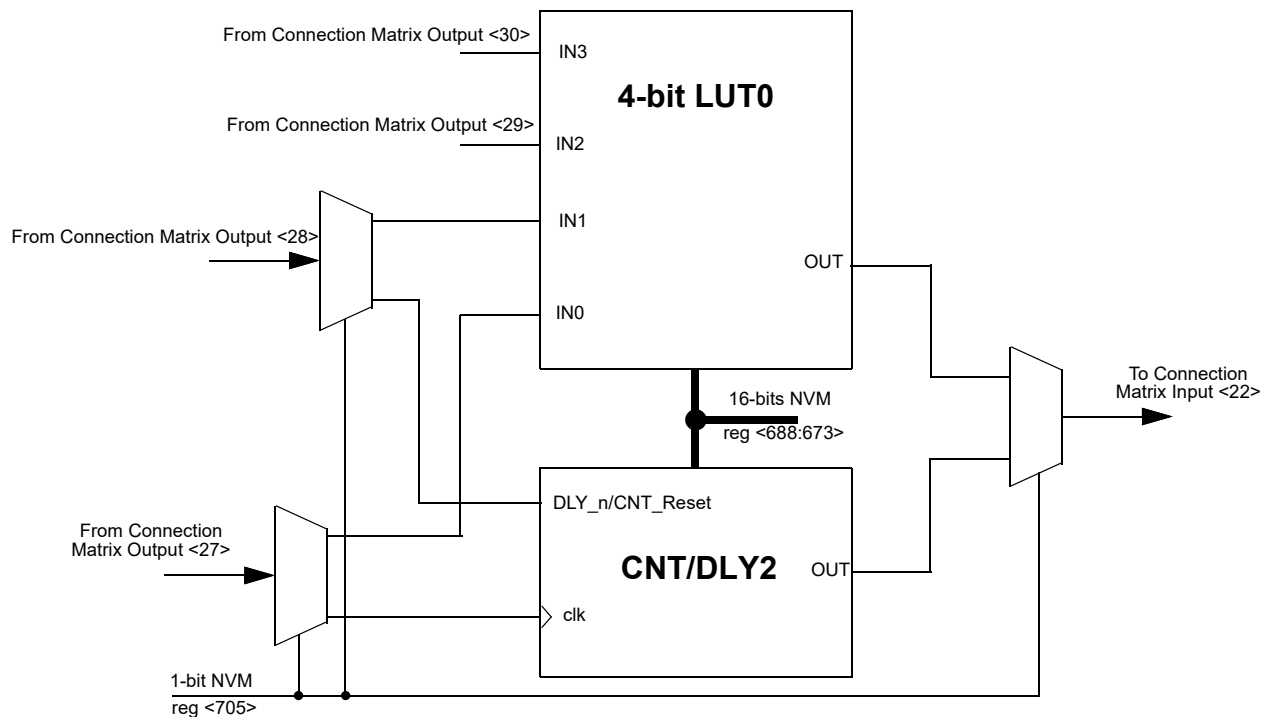 From Connection Matrix Output <30>
IN3
4-bit LUT0
From Connection Matrix Output <29>
IN2
IN1
From Connection Matrix Output <28>
OUT
IN0
To Connection
Matrix Input <22>
16-bits NVM
reg <688:673>
DLY_n/CNT_Reset
From Connection
Matrix Output <27>
CNT/DLY2
OUT
clk
1-bit NVM
reg <705>